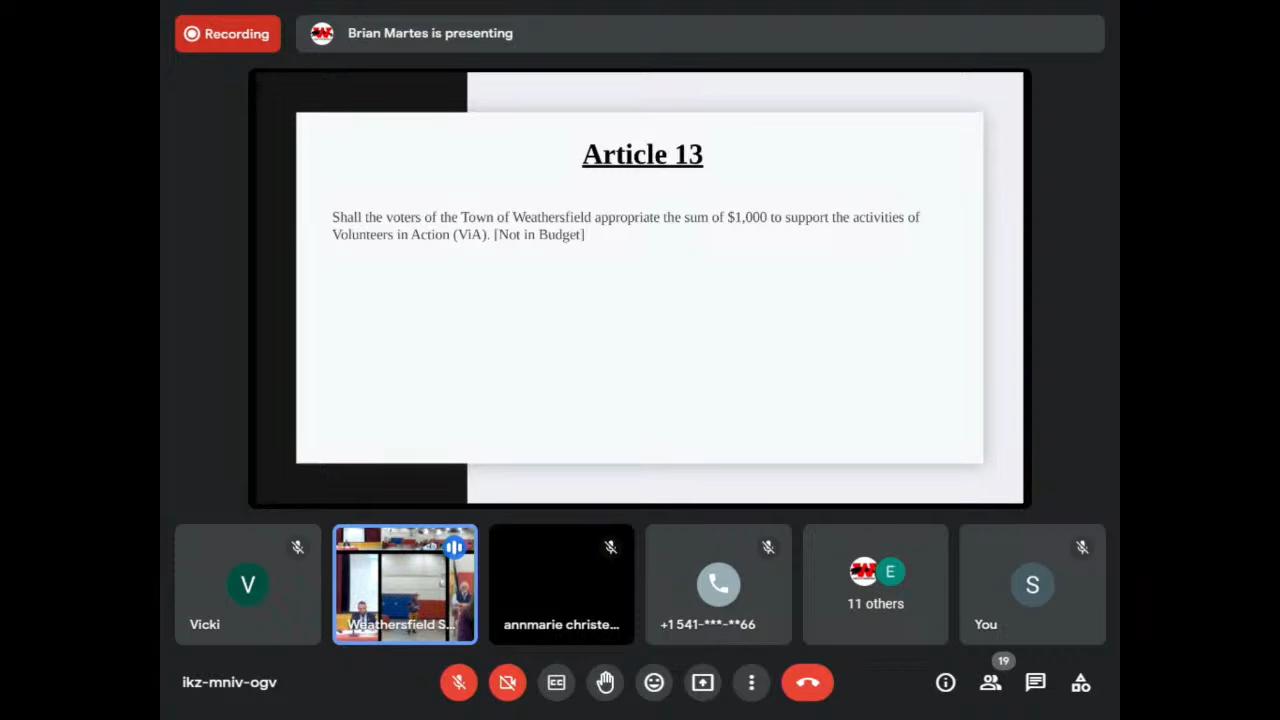 Recording
Brian Martes is presenting
Article 13
Shall the voters of the Town of Weathersfield appropriate the sum of $1,000 to support the activities of
Volunteers in Action (ViA). [Not in Budget]
V
Vicki
Weathersfield S...
annmarie christe...
+1 541-***-**66
W
E
11 others
S
You
ikz-mniv-ogv
CC
19